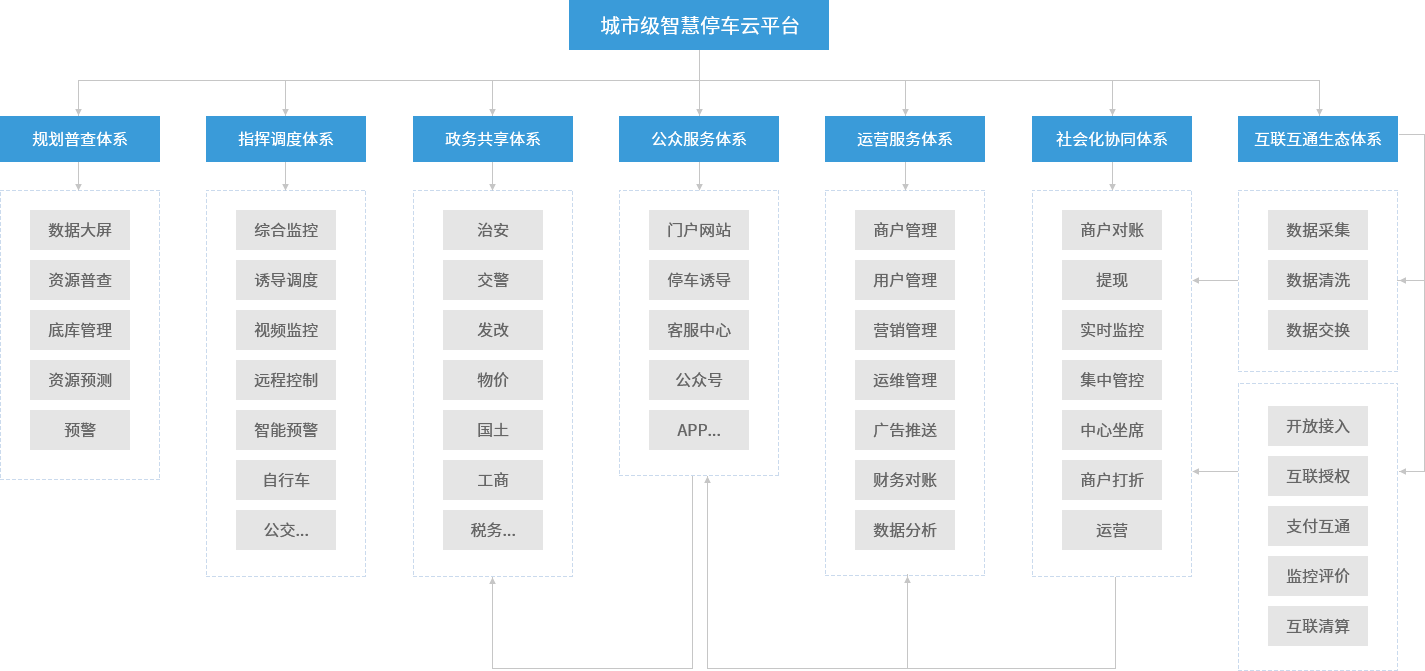 城市级智慧停车云平台
规划普查体系
指挥调度体系
政务共享体系
公众服务体系
运营服务体系
社会化协同体系
互联互通生态体系
数据大屏
资源普查
底库管理
资源预测
预警
综合监控
诱导调度
视频监控
远程控制
智能预警
自行车
公交...
治安
交警
发改
物价
国土
工商
税务...
门户网站
停车诱导
客服中心
公众号
APP...
商户管理
用户管理
营销管理
运维管理
广告推送
财务对账
数据分析
商户对账
提现
实时监控
集中管控
中心坐席
商户打折
运营
数据采集
数据清洗
数据交换
开放接入
互联授权
支付互通
监控评价
互联清算